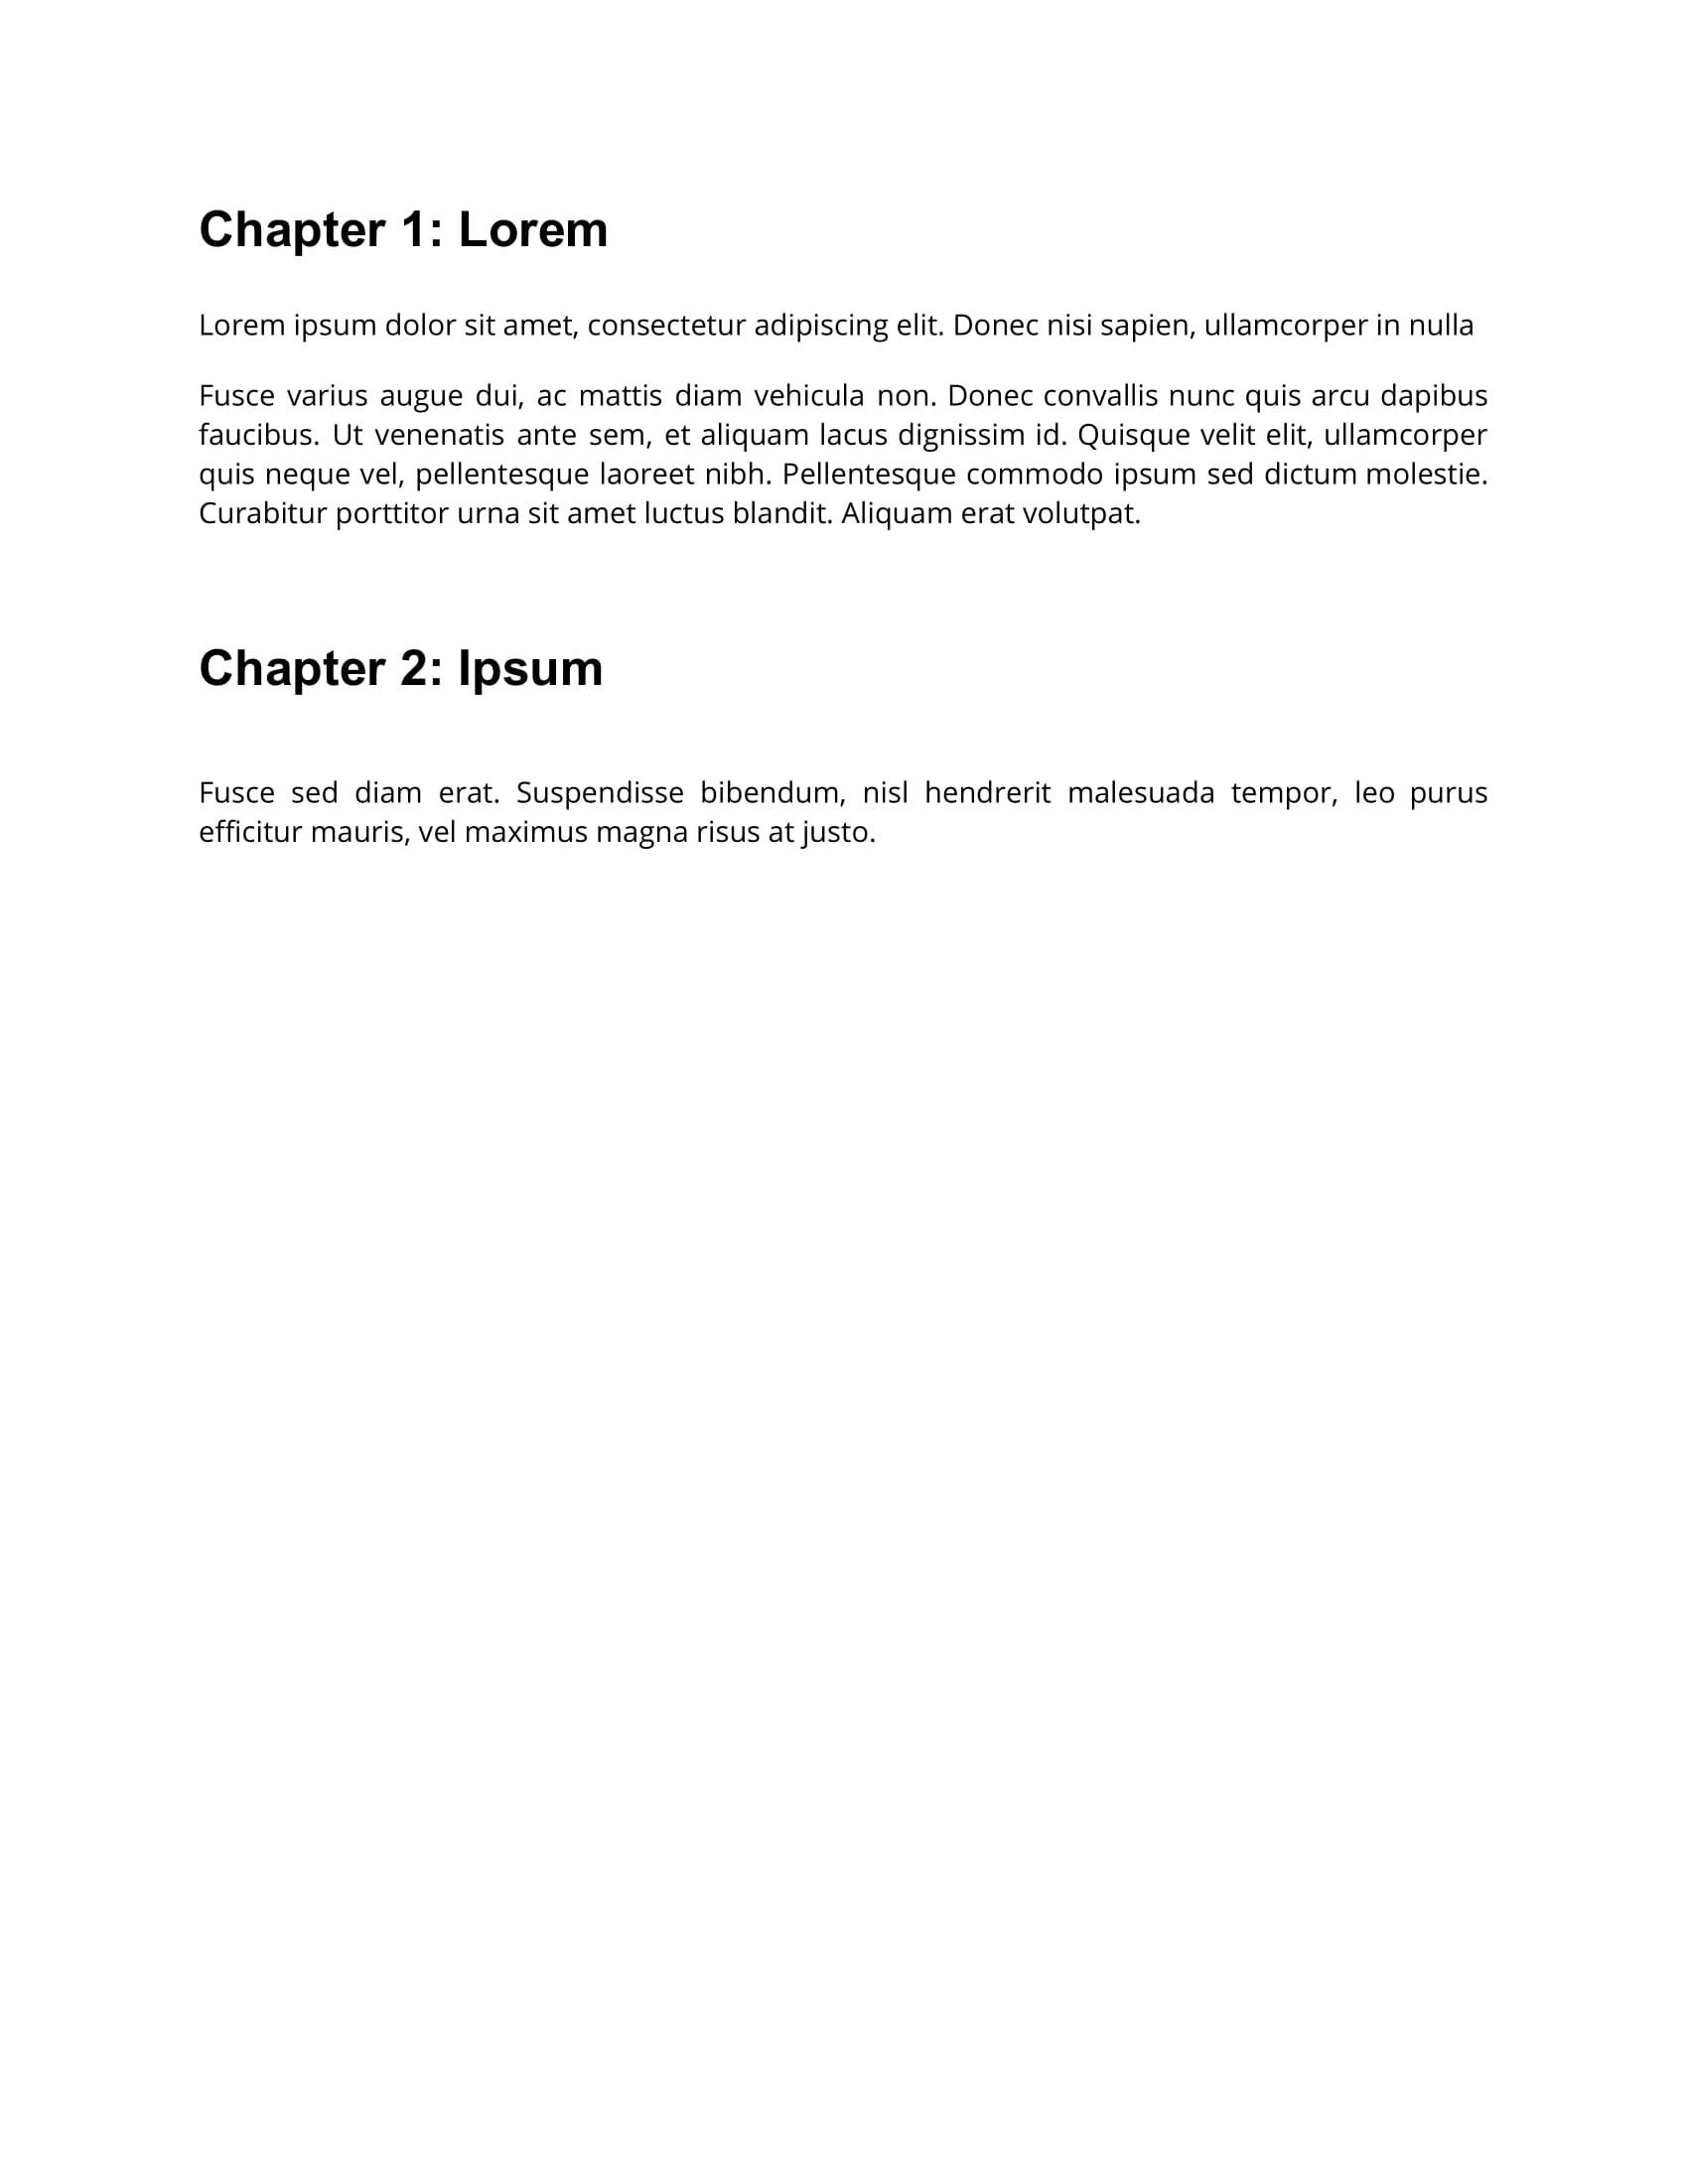 Chapter 1: Lorem
Lorem ipsum dolor sit amet, consectetur adipiscing elit. Donec nisi sapien, ullamcorper in nulla
Fusce varius augue dui, ac mattis diam vehicula non. Donec convallis nunc quis arcu dapibus
faucibus. Ut venenatis ante sem, et aliquam lacus dignissim id. Quisque velit elit, ullamcorper
quis neque vel, pellentesque laoreet nibh. Pellentesque commodo ipsum sed dictum molestie.
Curabitur porttitor urna sit amet luctus blandit. Aliquam erat volutpat.
Chapter 2: Ipsum
Fusce sed diam erat. Suspendisse bibendum, nisl hendrerit malesuada tempor, leo purus
efficitur mauris, vel maximus magna risus at justo.